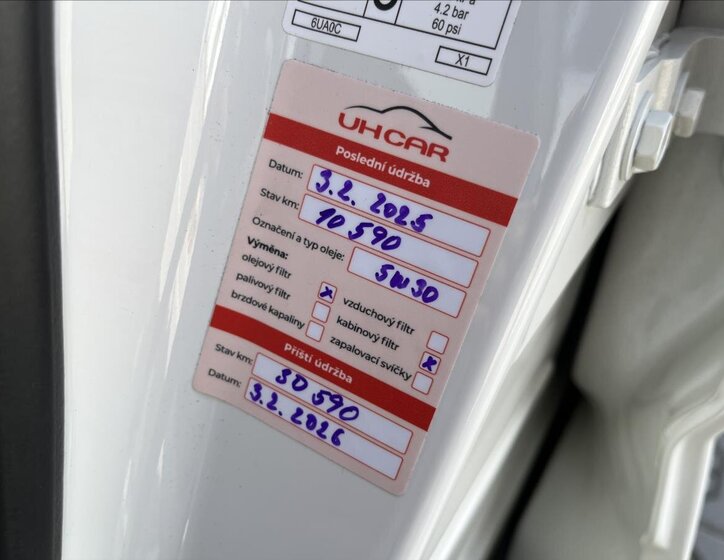 4.2 bar
60 psi
6UA0C
X1
UH CAR
Poslední údržba
Datum: 3.2. 2025
Stav km: 10 590
Označení a typ oleje: 5W30
Výměna:
olejový filtr x vzduchový filtr
palivový filtr kabinový filtr x
brzdové kapaliny zapalovací svíčky
Příští údržba
Stav km: 30 590
Datum: 3.2. 2026